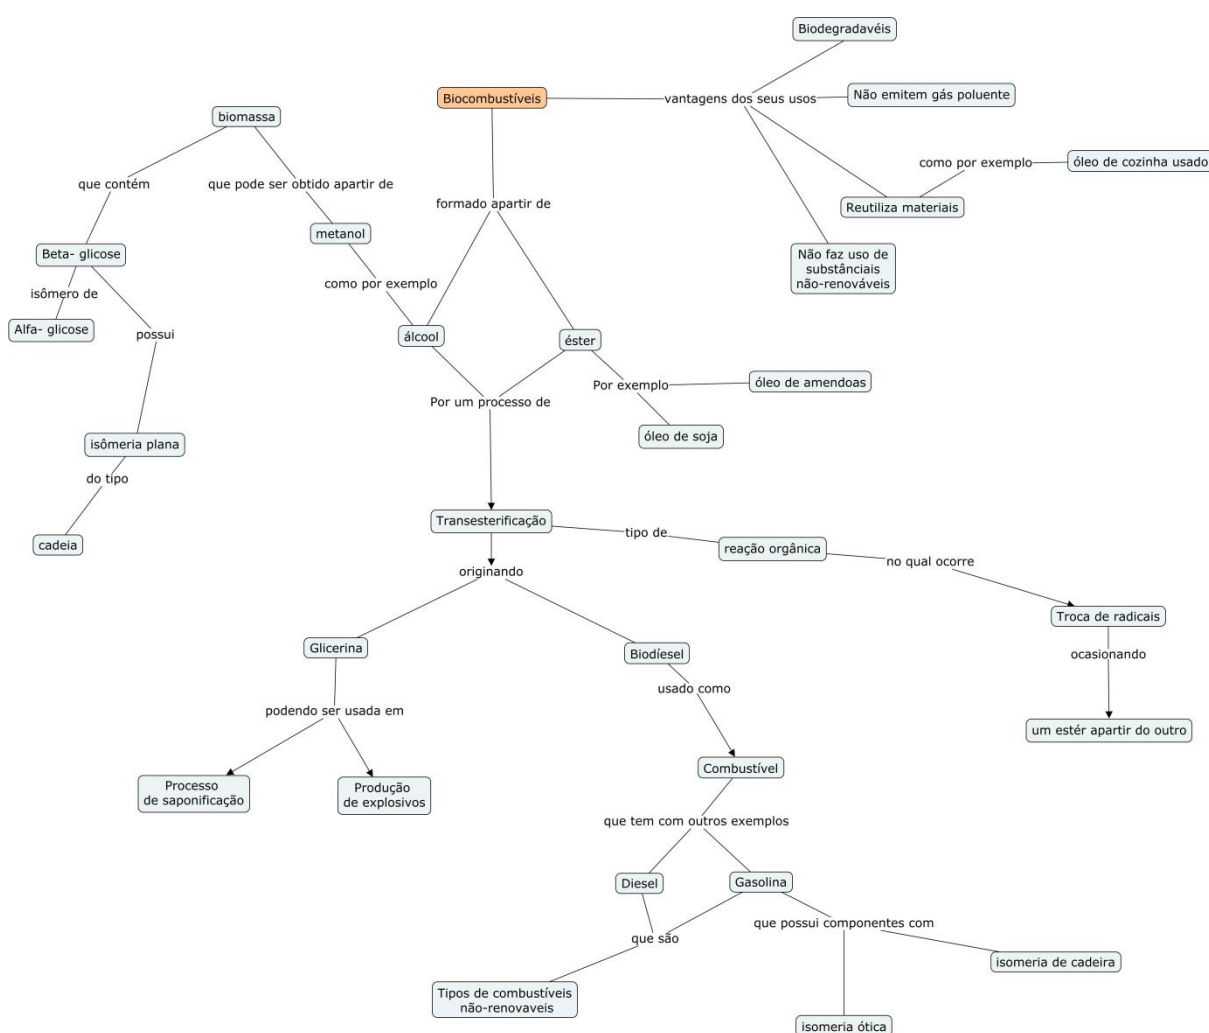 Biodegradavéis
Biocombustíveis
vantagens dos seus usos
Não emitem gás poluente
biomassa
que contém
que pode ser obtido apartir de
como por exemplo
óleo de cozinha usado
formado apartir de
Reutiliza materiais
metanol
Beta- glicose
Não faz uso de
substânciais
não-renováveis
isômero de
como por exemplo
Alfa- glicose
possui
álcool
éster
Por exemplo
óleo de amendoas
Por um processo de
óleo de soja
isômeria plana
do tipo
cadeia
Transesterificação
tipo de
reação orgânica
no qual ocorre
originando
Troca de radicais
Glicerina
Biodíesel
ocasionando
usado como
podendo ser usada em
um estér apartir do outro
Combustível
Processo
de saponificação
Produção
de explosivos
que tem com outros exemplos
Diesel
Gasolina
que possui componentes com
que são
isomeria de cadeira
Tipos de combustíveis
não-renovaveis
isomeria ótica